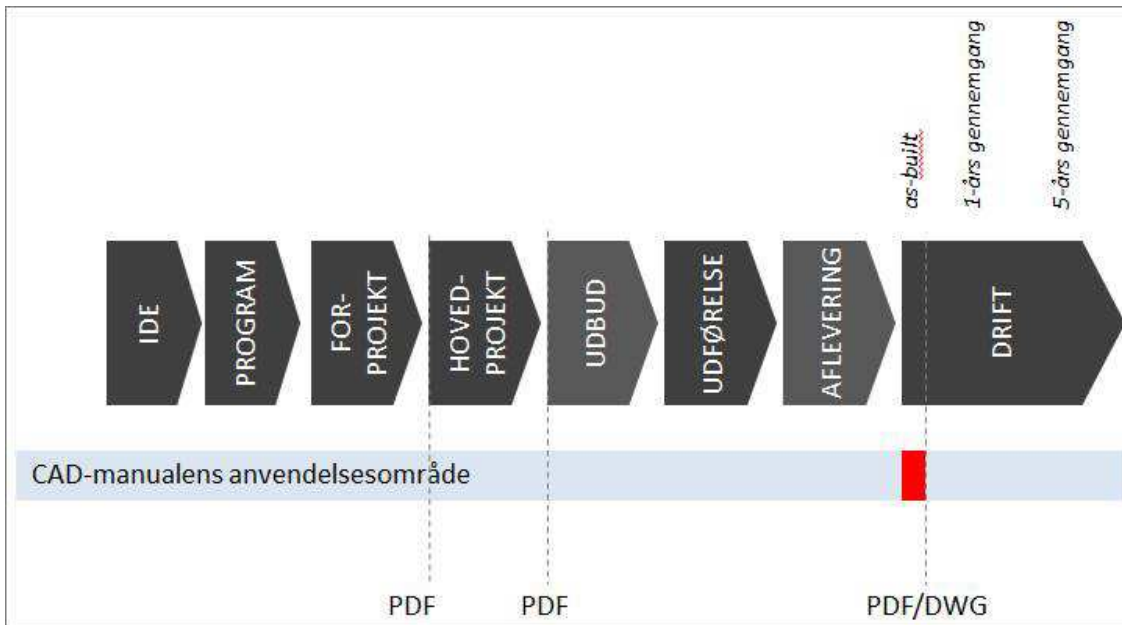 as-built
1-års gennemgang
5-års gennemgang
IDE
PROGRAM
FOR-
PROJEKT
HOVED-
PROJEKT
UDBUD
UDFØRELSE
AFLEVERING
DRIFT
CAD-manualens anvendelsesområde
PDF
PDF
PDF/DWG